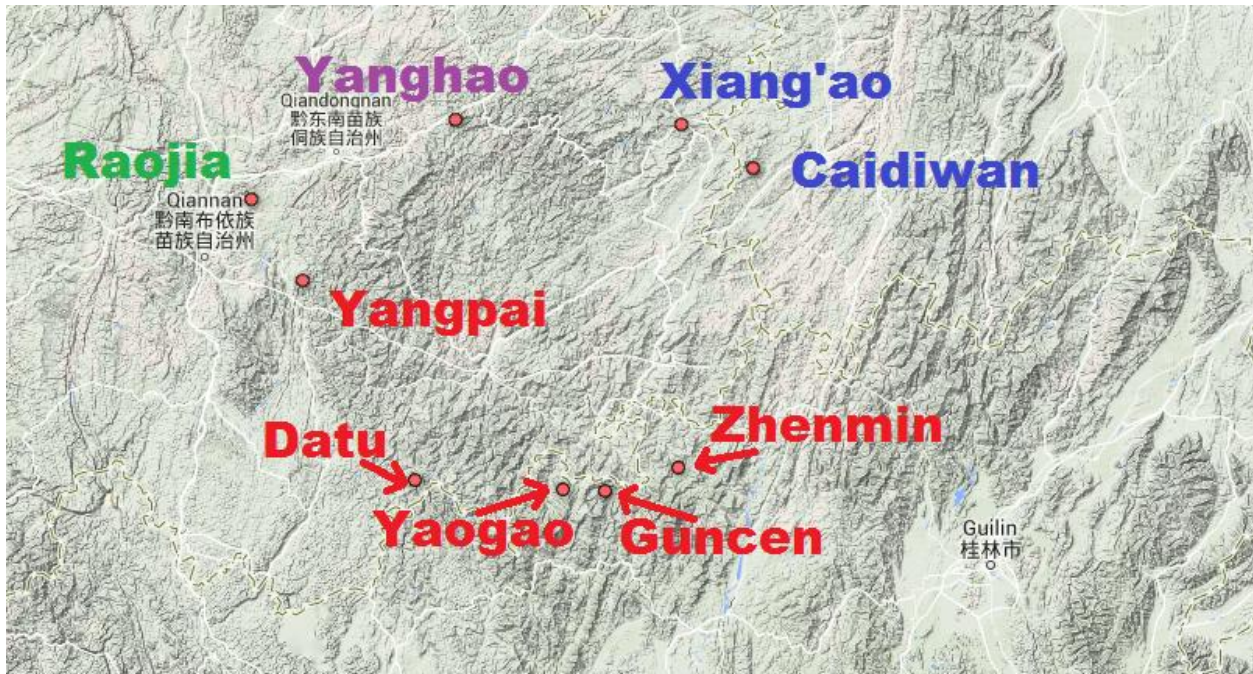 Yanghao
Xiang'ao
Qiandongnan
黔东南苗族
侗族自治州
Raojia
Caidiwan
Qiannan
黔南布依族
苗族自治州
Yangpai
Datu
Zhenmin
Yaogao
Guncen
Guilin
桂林市